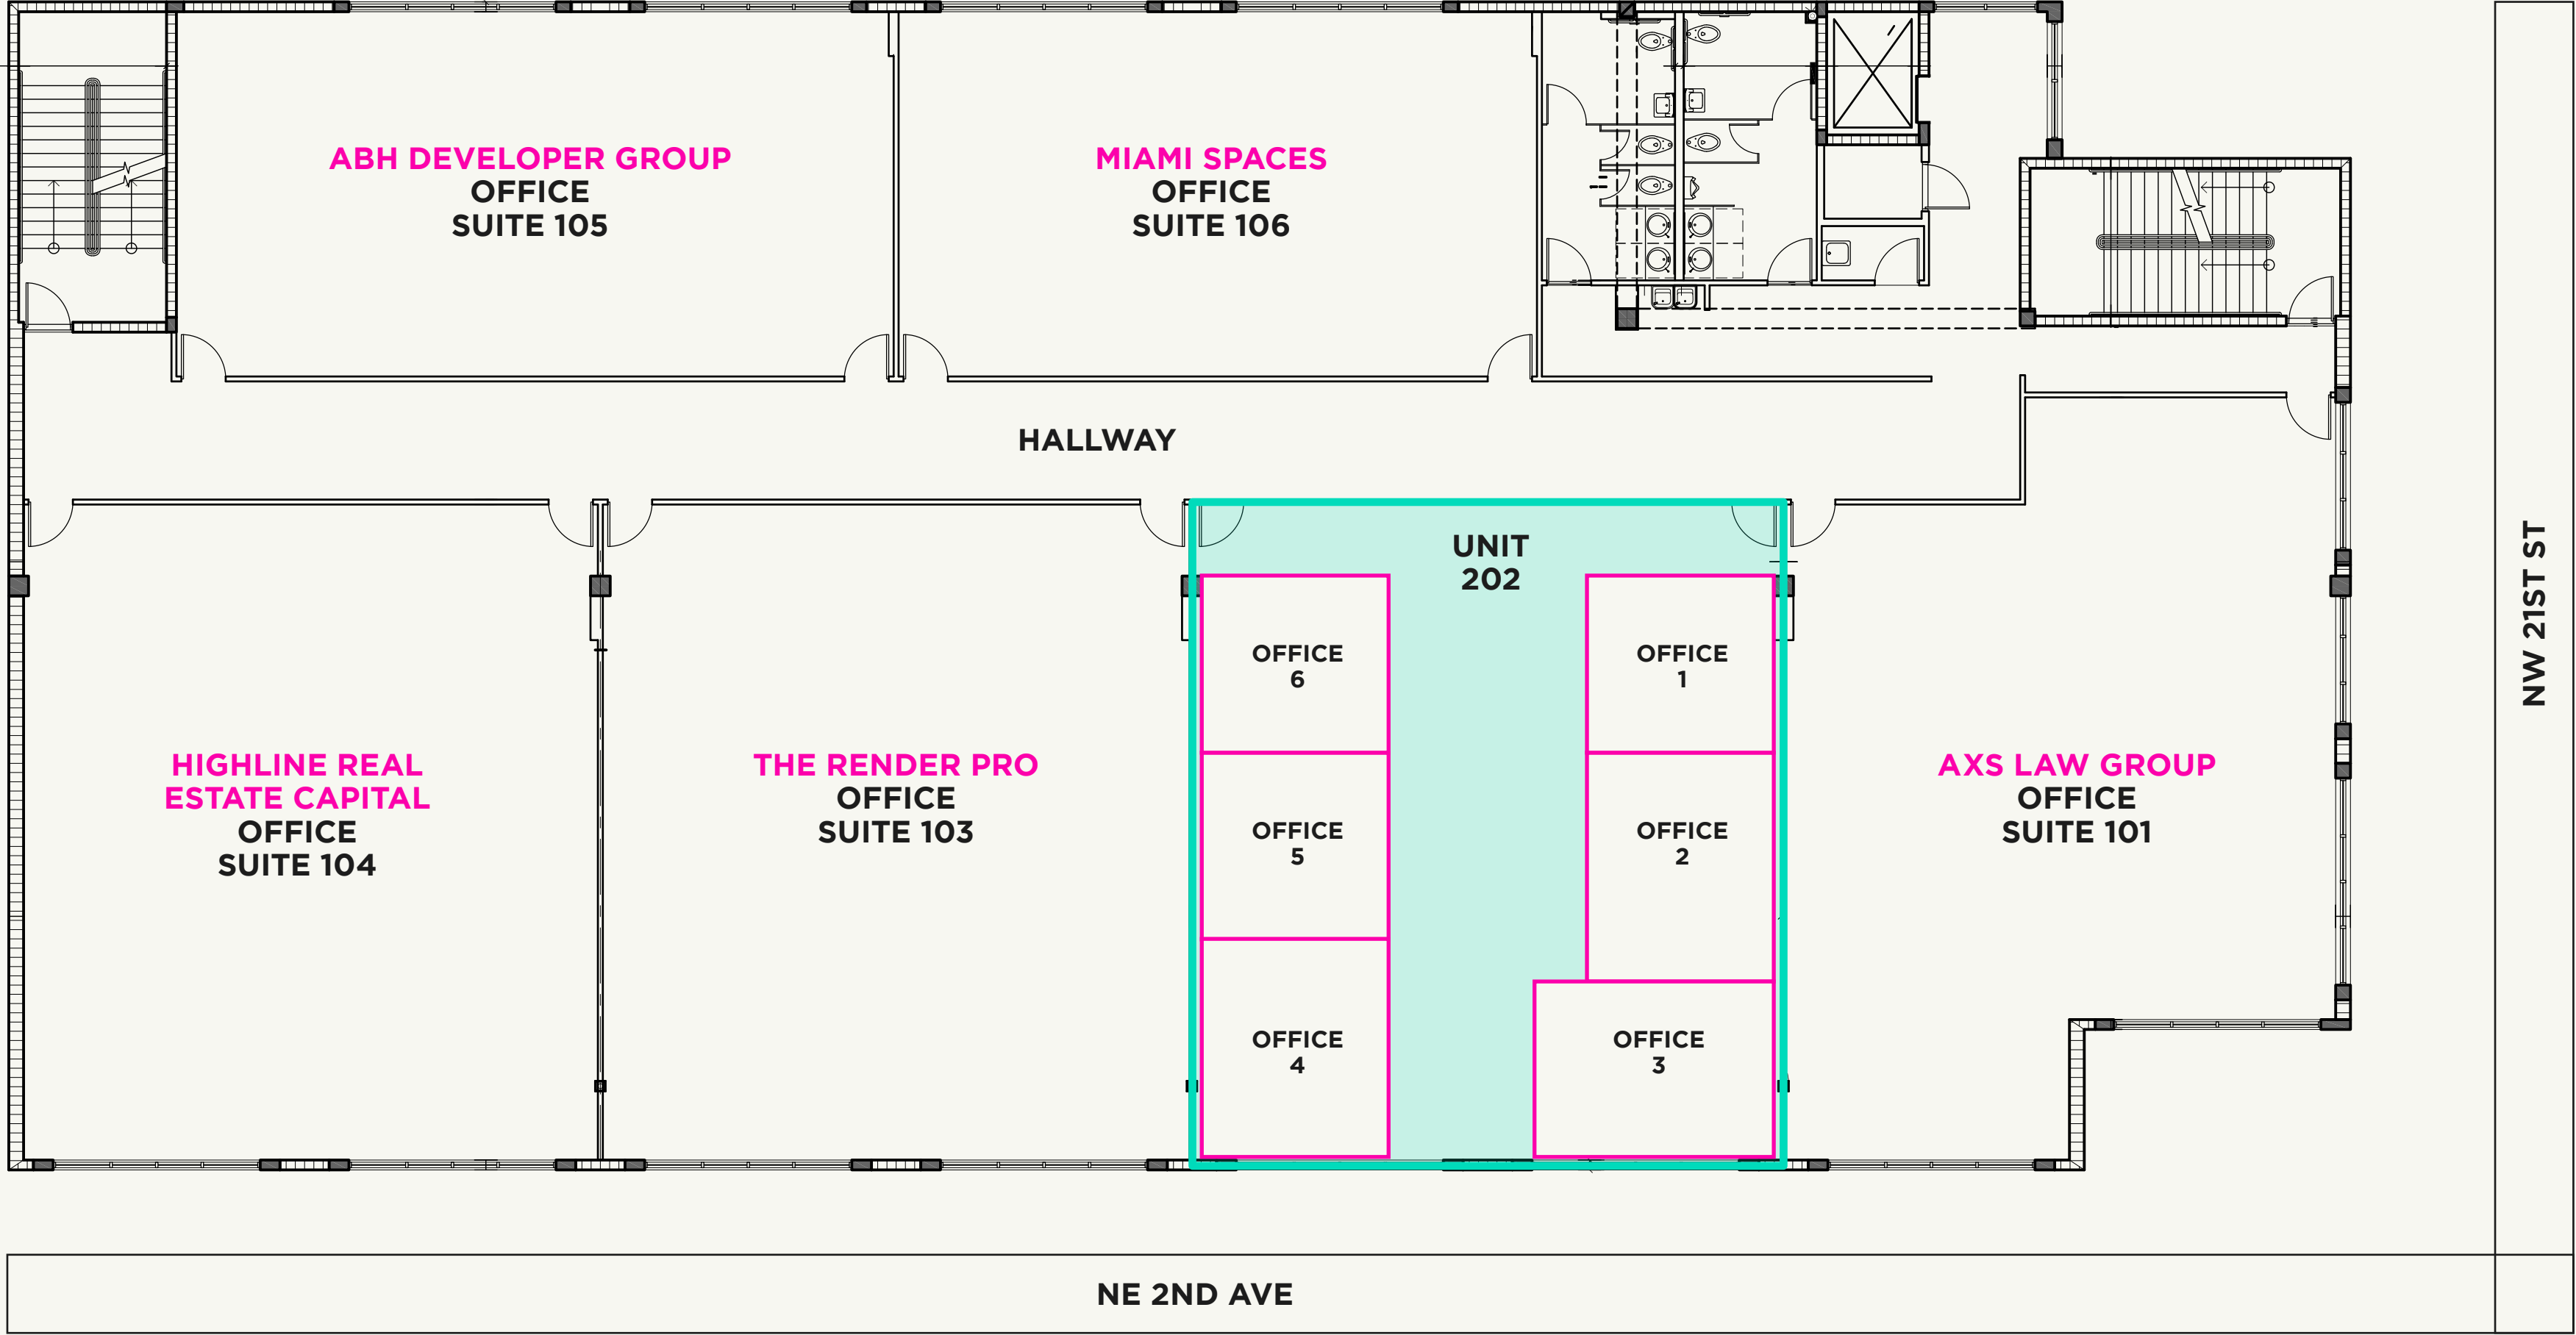 ABH DEVELOPER GROUP
OFFICE
SUITE 105
MIAMI SPACES
OFFICE
SUITE 106
HALLWAY
UNIT
202
OFFICE
6
OFFICE
1
OFFICE
5
OFFICE
2
OFFICE
4
OFFICE
3
HIGHLINE REAL
ESTATE CAPITAL
OFFICE
SUITE 104
THE RENDER PRO
OFFICE
SUITE 103
AXS LAW GROUP
OFFICE
SUITE 101
NW 21ST ST
NE 2ND AVE